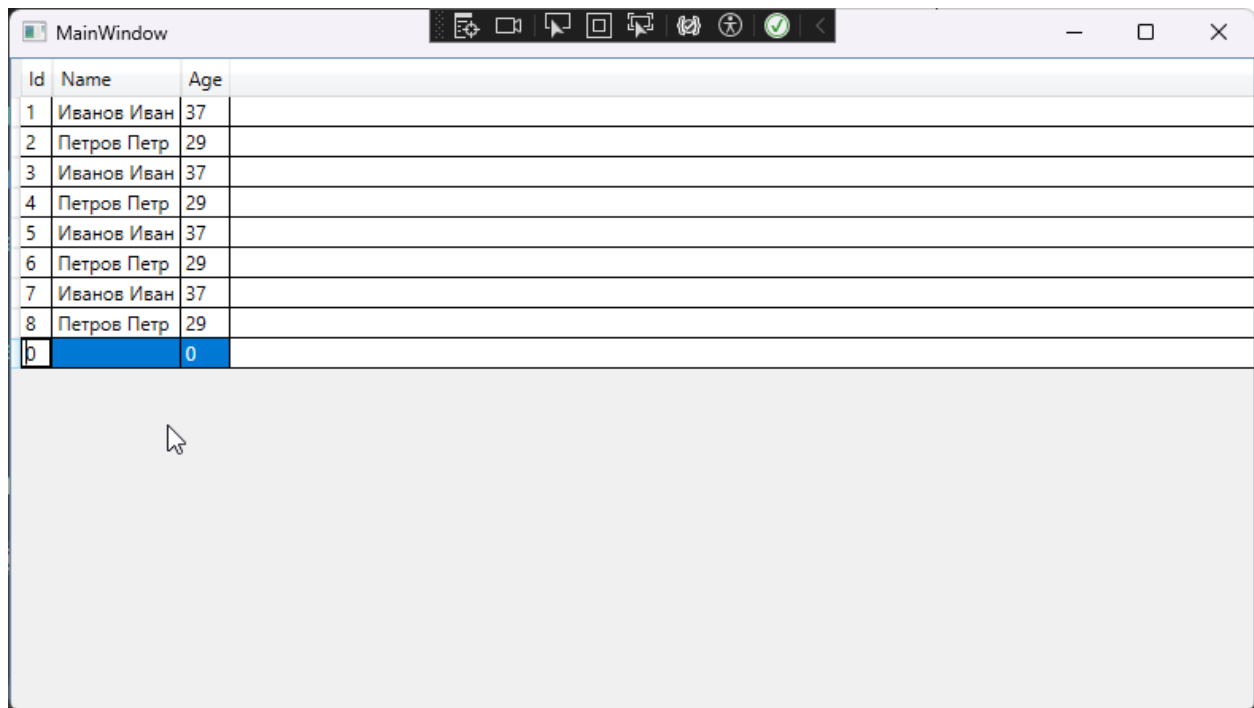 MainWindow
Id Name Age
1 Иванов Иван 37
2 Петров Петр 29
3 Иванов Иван 37
4 Петров Петр 29
5 Иванов Иван 37
6 Петров Петр 29
7 Иванов Иван 37
8 Петров Петр 29
0 0